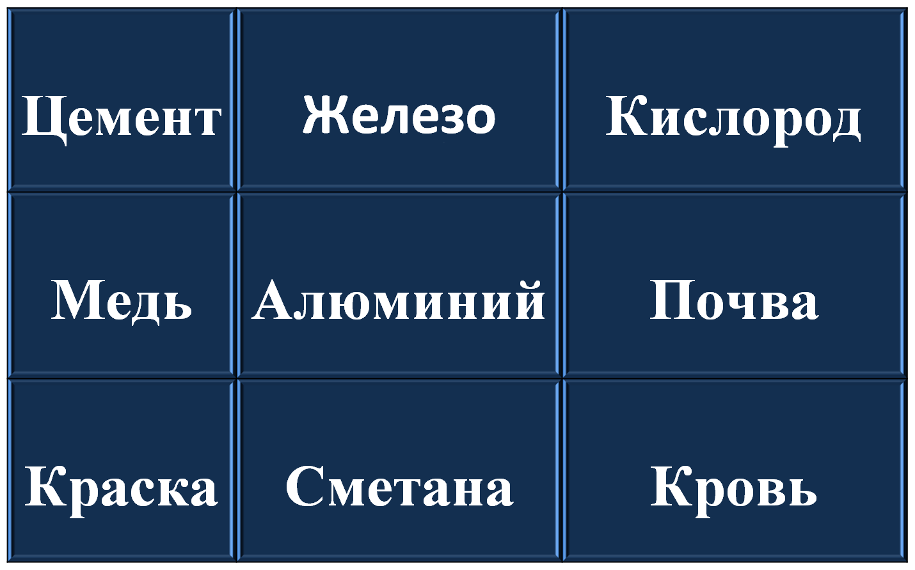 Цемент Железо Кислород
Медь Алюминий Почва
Краска Сметана Кровь